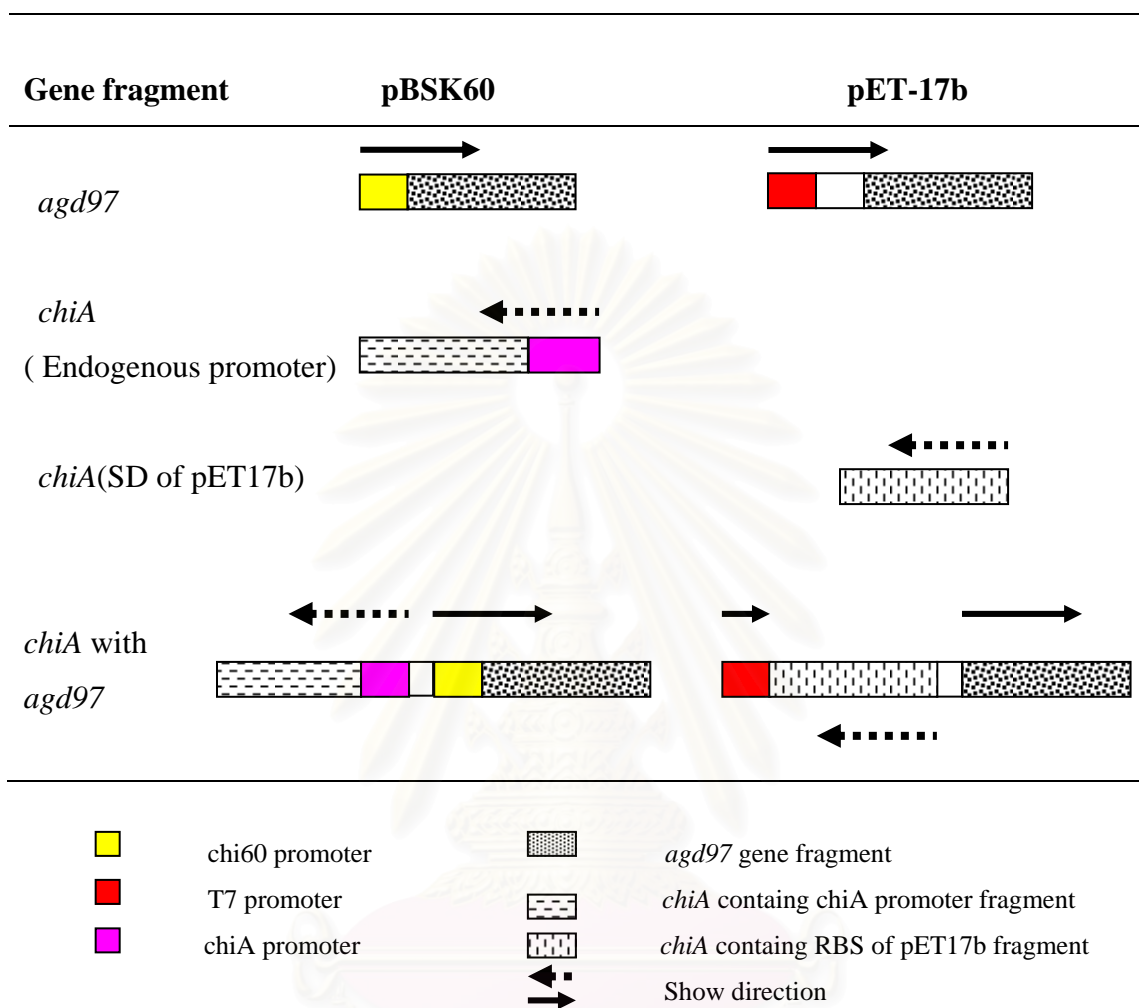 Gene fragment pBSK60 pET-17b
agd97
chiA
( Endogenous promoter)
chiA(SD of pET17b)
chiA with
agd97
chi60 promoter agd97 gene fragment
T7 promoter chiA containg chiA promoter fragment
chiA promoter chiA containg RBS of pET17b fragment
Show direction